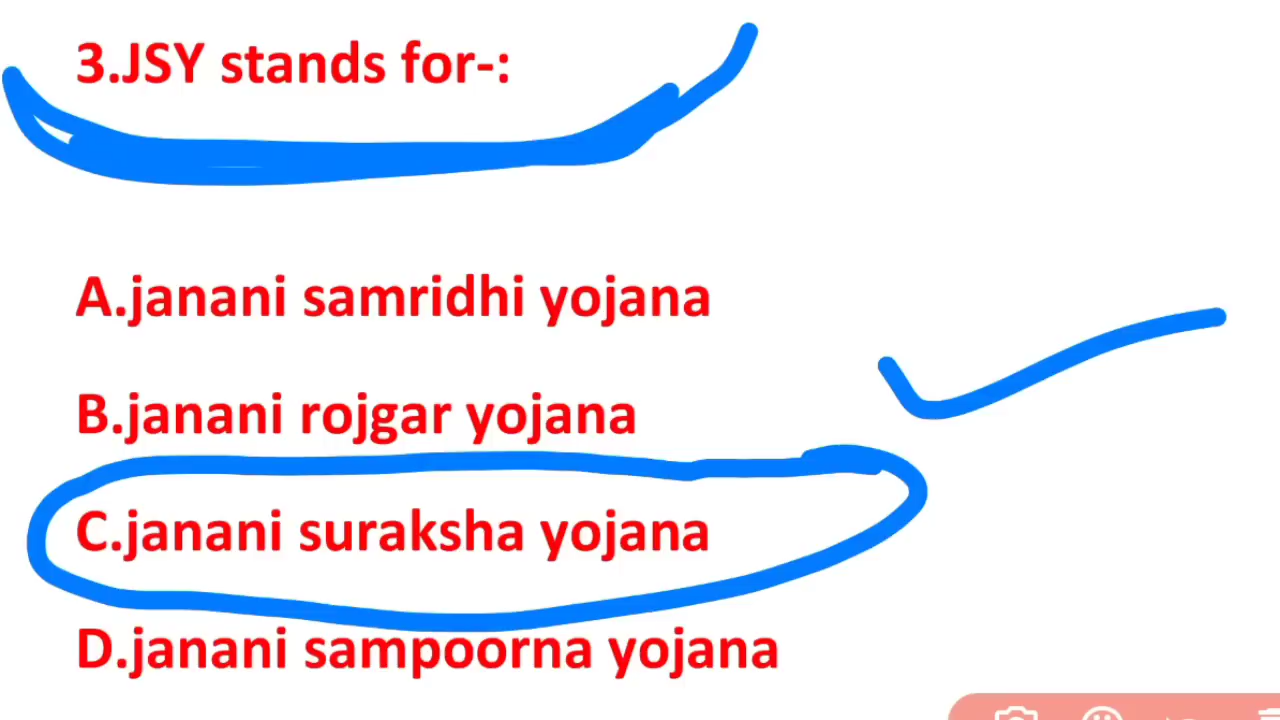 3.JSY stands for-:
A.janani samridhi yojana
B.janani rojgar yojana
C.janani suraksha yojana
D.janani sampoorna yojana